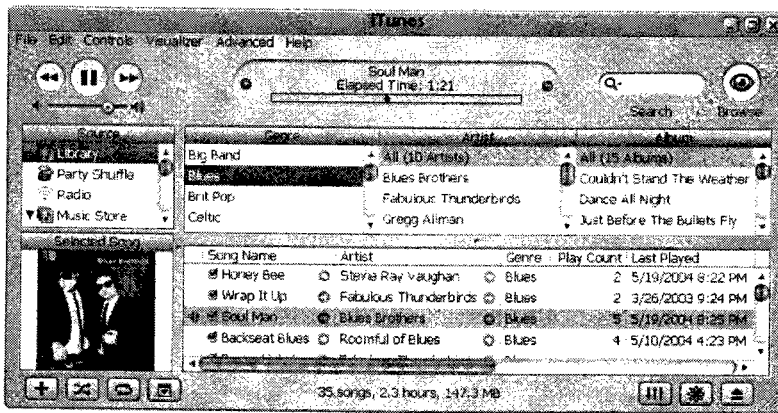 iTunes
File Edit Controls Visualizer Advanced Help
Soul Man
Elapsed Time: 1:21
Search Browse
Source Genre Artist Album
Library
Party Shuffle
Radio
Music Store
Big Band
Blues
Brit Pop
Celtic
All (10 Artists)
Blues Brothers
Fabulous Thunderbirds
Gregg Allman
All (15 Albums)
Couldn't Stand The Weather
Dance All Night
Just Before The Bullets Fly
Selected Song
Song Name Artist Genre Play Count Last Played
Honey Bee Stevie Ray Vaughan Blues 2 5/19/2004 8:22 PM
Wrap It Up Fabulous Thunderbirds Blues 2 3/26/2003 9:24 PM
Soul Man Blues Brothers Blues 5 5/19/2004 8:25 PM
Backseat Blues Roomful of Blues Blues 4 5/10/2004 4:23 PM
35 songs, 2.3 hours, 147.3 MB